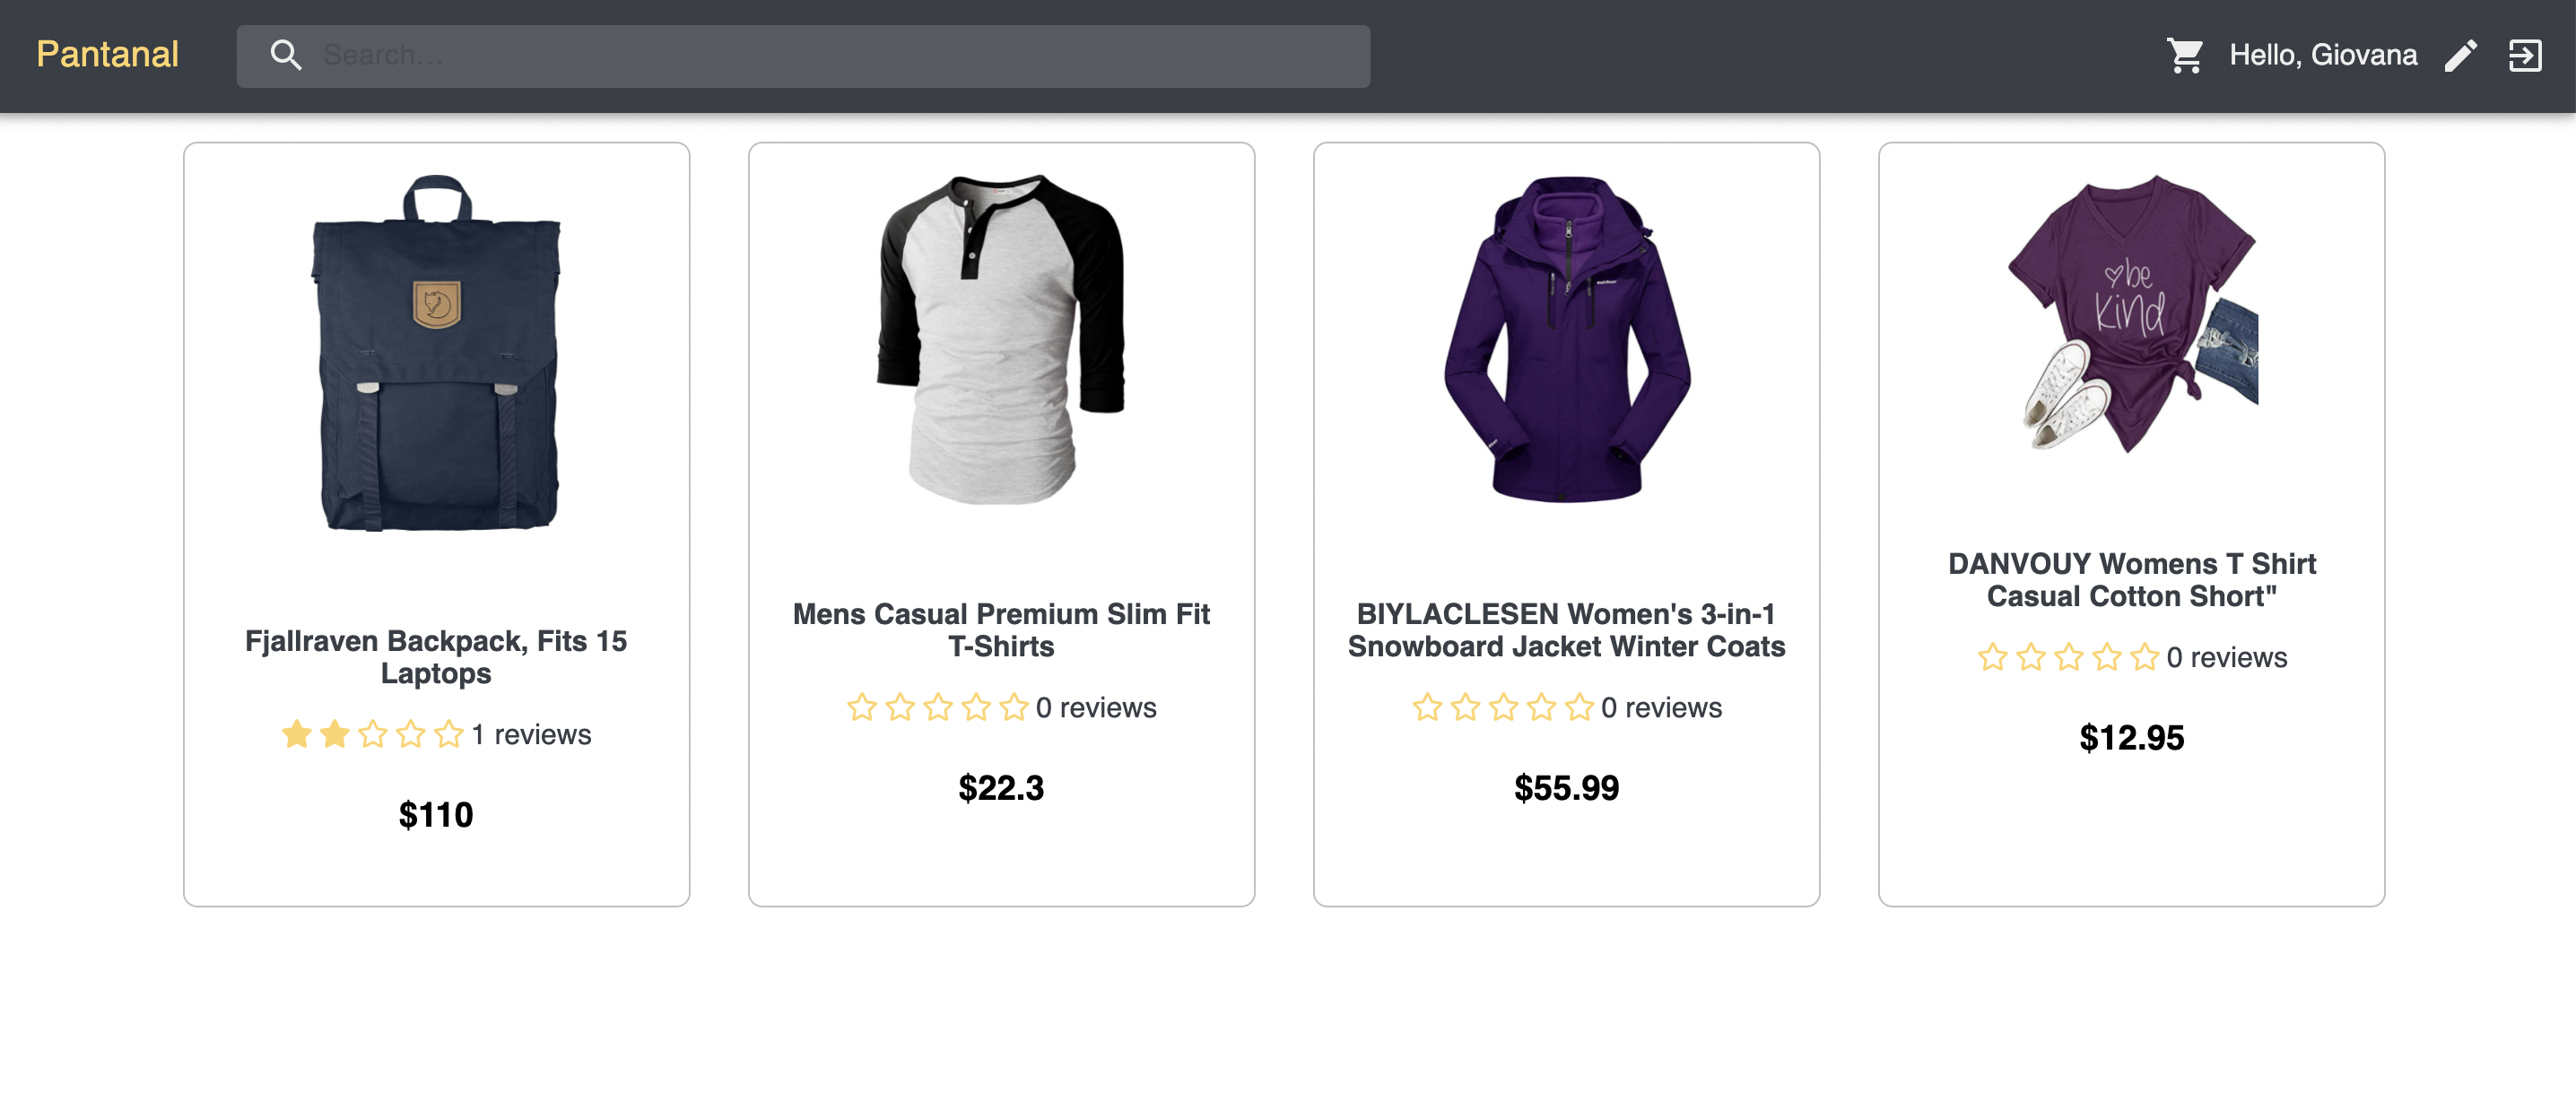 Pantanal
Search...
Hello, Giovana
be
kind
Fjallraven Backpack, Fits 15
Laptops
1 reviews
$110
Mens Casual Premium Slim Fit
T-Shirts
0 reviews
$22.3
BIYLACLESEN Women's 3-in-1
Snowboard Jacket Winter Coats
0 reviews
$55.99
DANVOUY Womens T Shirt
Casual Cotton Short"
0 reviews
$12.95